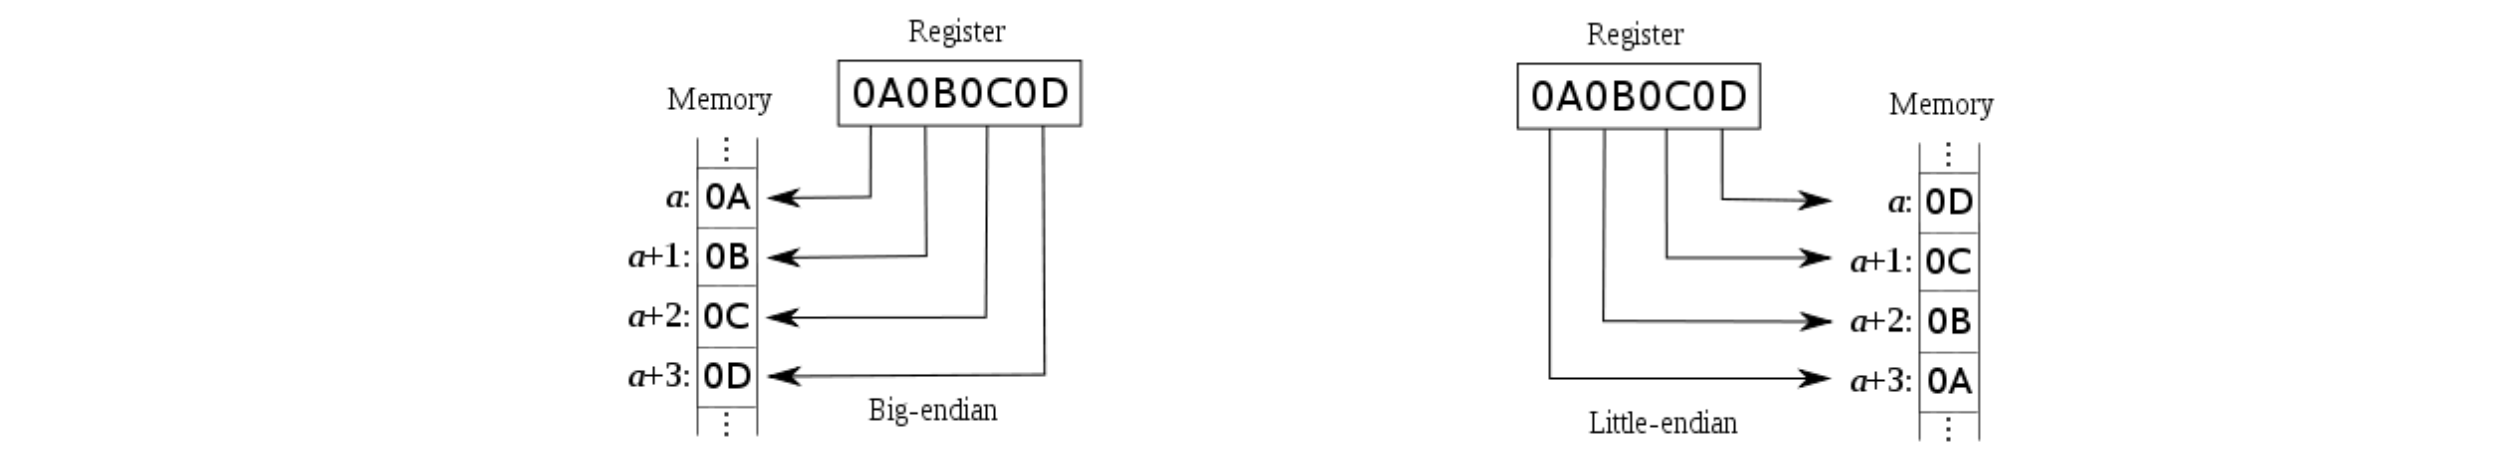 Register
0A0B0C0D
Memory
⋮
a: 0A
a+1: 0B
a+2: 0C
a+3: 0D
⋮
Big-endian
Register
0A0B0C0D
Memory
⋮
a: 0D
a+1: 0C
a+2: 0B
a+3: 0A
⋮
Little-endian